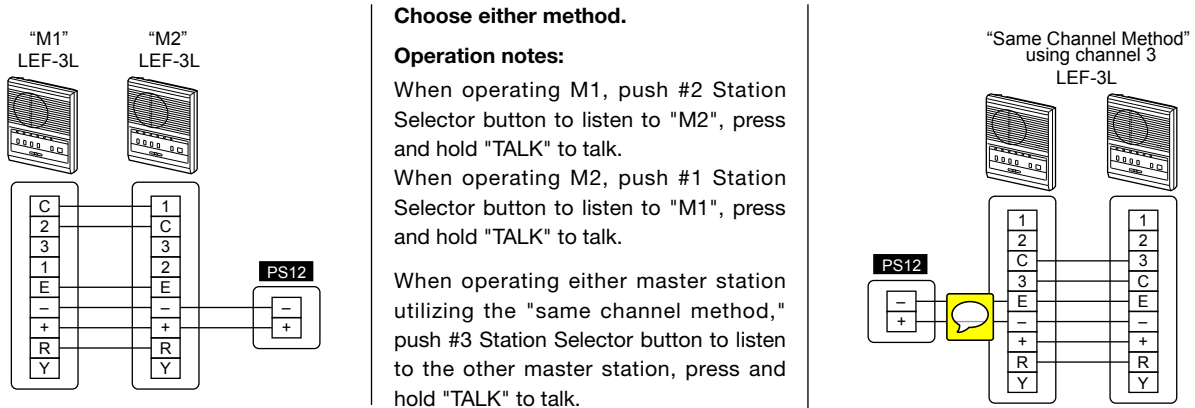 “M1”
LEF-3L
“M2”
LEF-3L
C
2
3
1
E
–
+
R
Y
1
C
3
2
E
–
+
R
Y
PS12
–
+
Choose either method.
Operation notes:
When operating M1, push #2 Station
Selector button to listen to "M2", press
and hold "TALK" to talk.
When operating M2, push #1 Station
Selector button to listen to "M1", press
and hold "TALK" to talk.
When operating either master station
utilizing the "same channel method,"
push #3 Station Selector button to listen
to the other master station, press and
hold "TALK" to talk.
“Same Channel Method”
using channel 3
LEF-3L
PS12
–
+
1
2
C
3
E
–
+
R
Y
1
2
3
C
E
–
+
R
Y